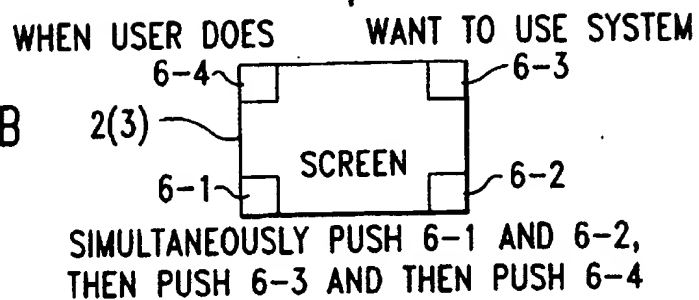 WHEN USER DOES WANT TO USE SYSTEM
6-4 6-3
B 2(3)
SCREEN
6-1 6-2
SIMULTANEOUSLY PUSH 6-1 AND 6-2,
THEN PUSH 6-3 AND THEN PUSH 6-4